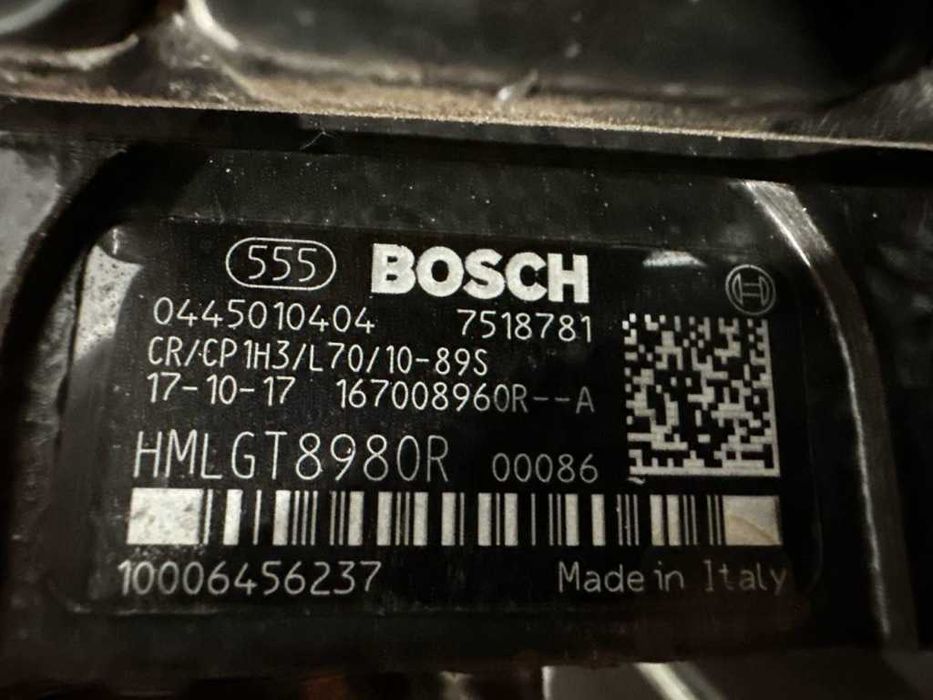 555 BOSCH
0445010404 7518781
CR/CP1H3/L70/10-89S
17-10-17 167008960R--A
HMLGT8980R 00086
10006456237 Made in Italy